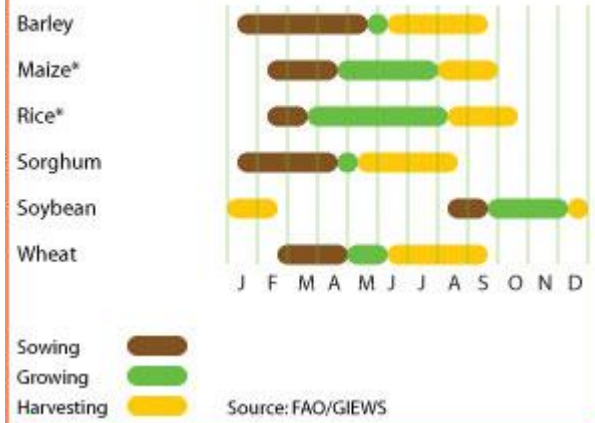 Barley
Maize*
Rice*
Sorghum
Soybean
Wheat
J F M A M J J A S O N D
Sowing
Growing
Harvesting
Source: FAO/GIEWS